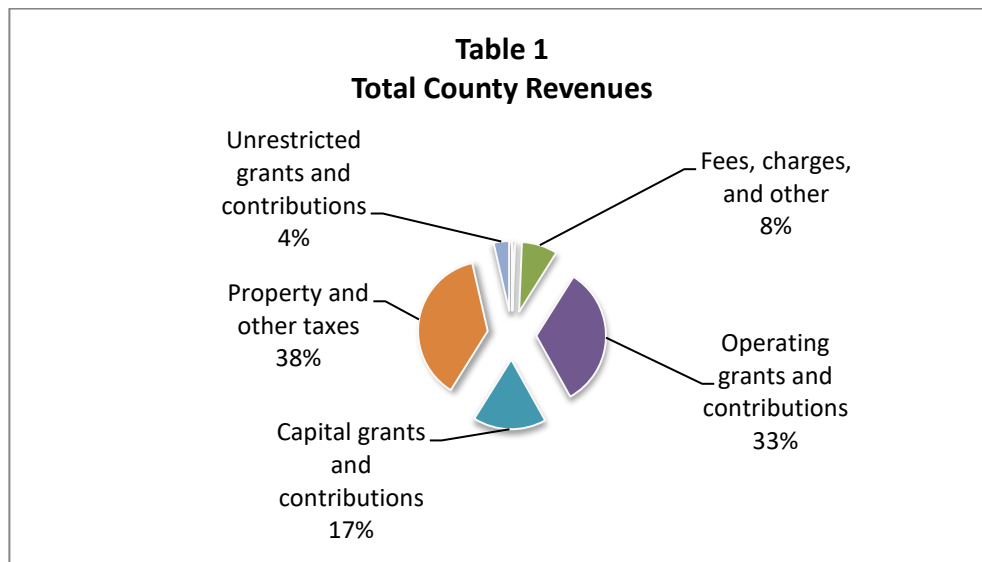 Table 1
Total County Revenues
Unrestricted
grants and
contributions
4%
Fees, charges,
and other
8%
Property and
other taxes
38%
Operating
grants and
contributions
33%
Capital grants
and
contributions
17%